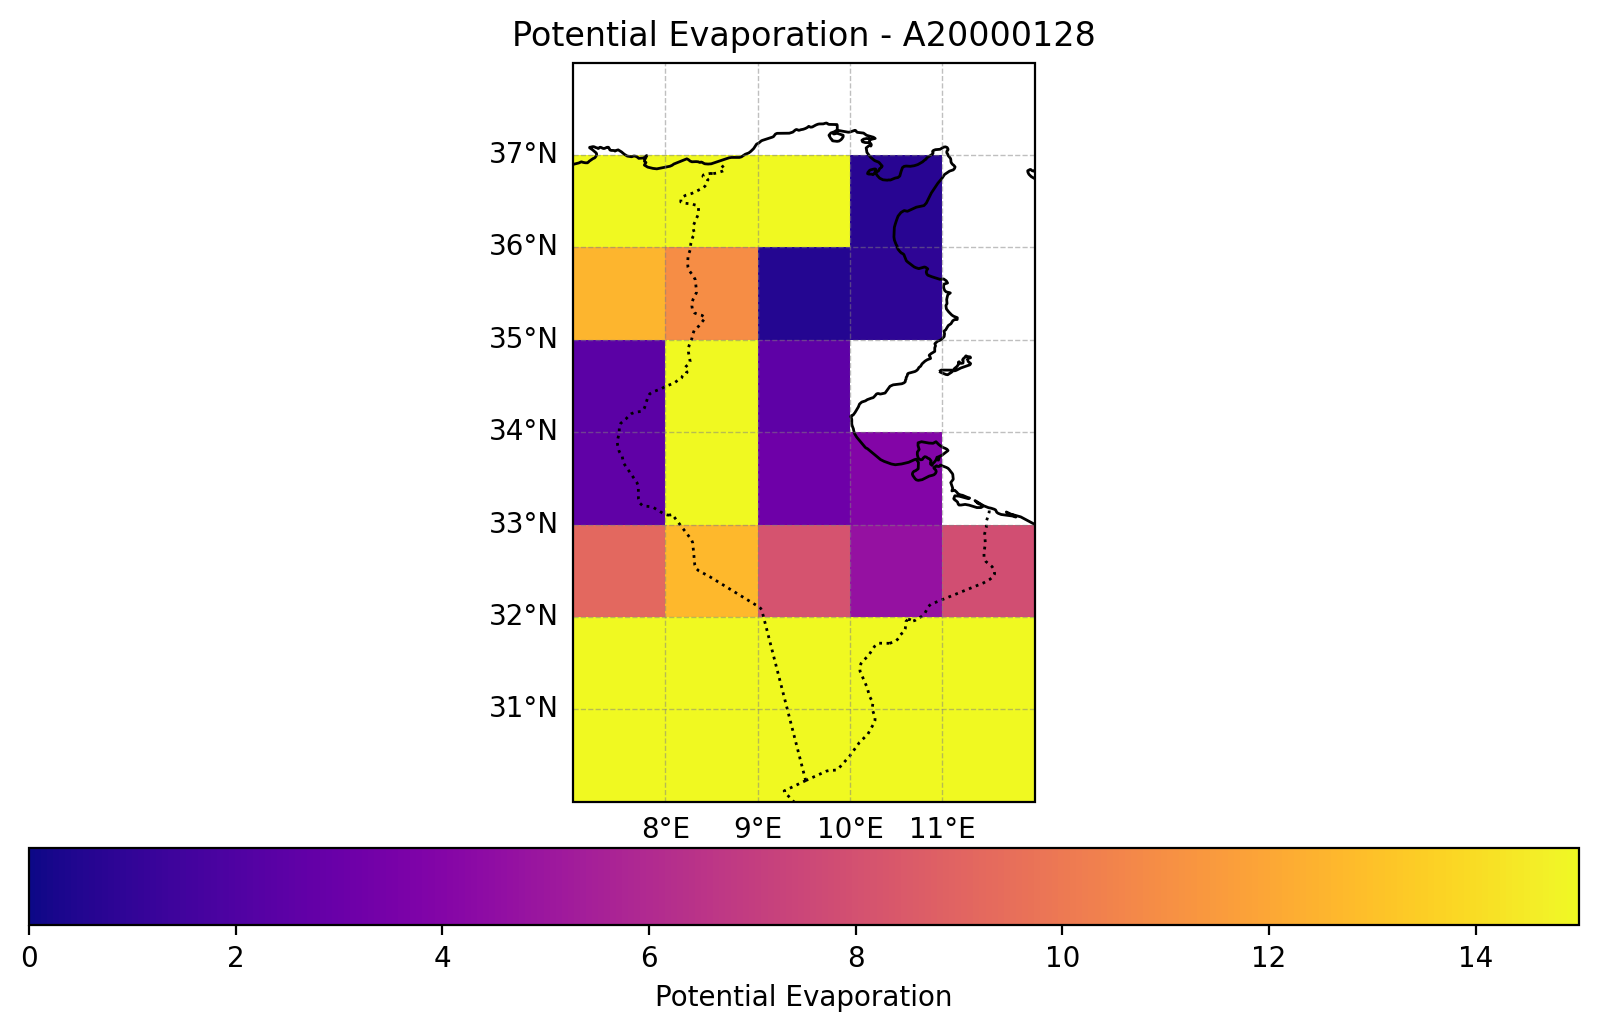 Potential Evaporation - A20000128
37°N
36°N
35°N
34°N
33°N
32°N
31°N
8°E 9°E 10°E 11°E
0 2 4 6 8 10 12 14
Potential Evaporation